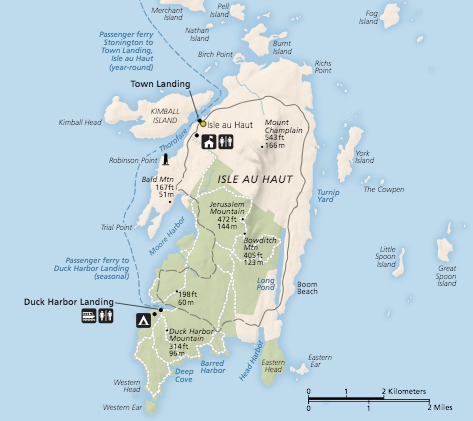 Merchant
Island
Pell
Island
Nathan
Island
Fog
Island
Passenger ferry
Stonington to
Town Landing,
Isle au Haut
(year-round)
Burnt
Island
Birch Point
Richs
Point
Town Landing
KIMBALL
ISLAND
Kimball Head
Isle au Haut
Mount
Champlain
543 ft
166 m
Thorofare
York
Island
Robinson Point
ISLE AU HAUT
Bald Mtn
167 ft
51 m
Turnip
Yard
The Cowpen
Jerusalem
Mountain
472 ft
144 m
Trial Point
Moore Harbor
Bowditch
Mtn
405 ft
123 m
Little
Spoon
Island
Great
Spoon
Island
Passenger ferry to
Duck Harbor Landing
(seasonal)
Long
Pond
Boom
Beach
198 ft
60 m
Duck Harbor Landing
Duck Harbor
Mountain
314 ft
96 m
Barred
Harbor
Head Harbor
Eastern
Head
Eastern
Ear
Deep
Cove
Western
Head
Western Ear
0 1 2 Kilometers
0 1 2 Miles